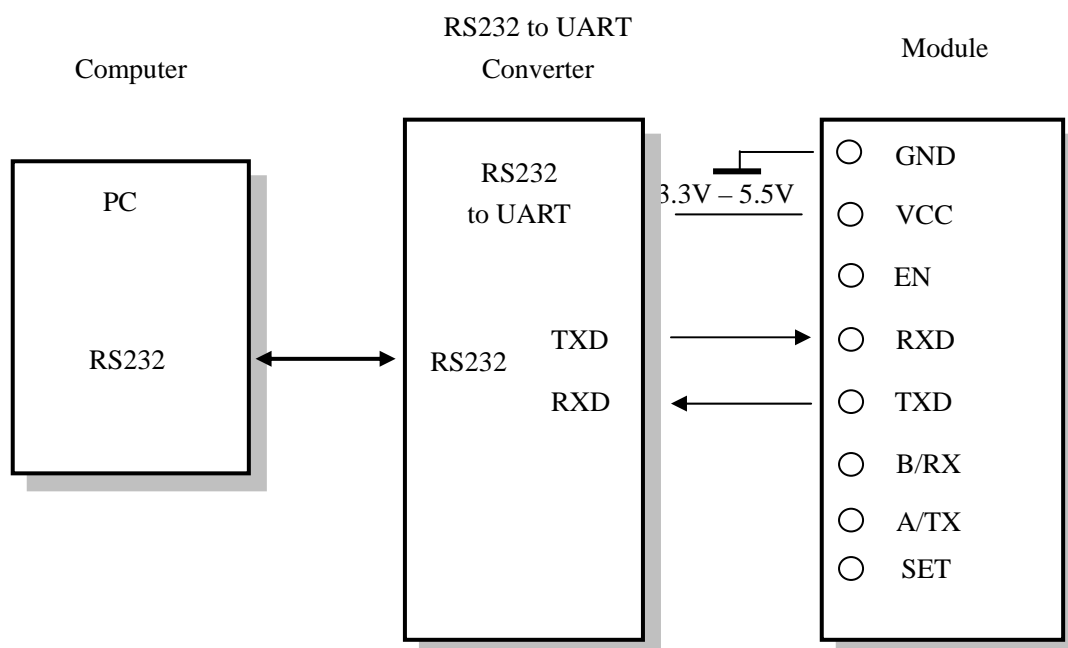 RS232 to UART
Converter
Computer
Module
PC
RS232
RS232
to UART
RS232
TXD
RXD
3.3V – 5.5V
GND
VCC
EN
RXD
TXD
B/RX
A/TX
SET